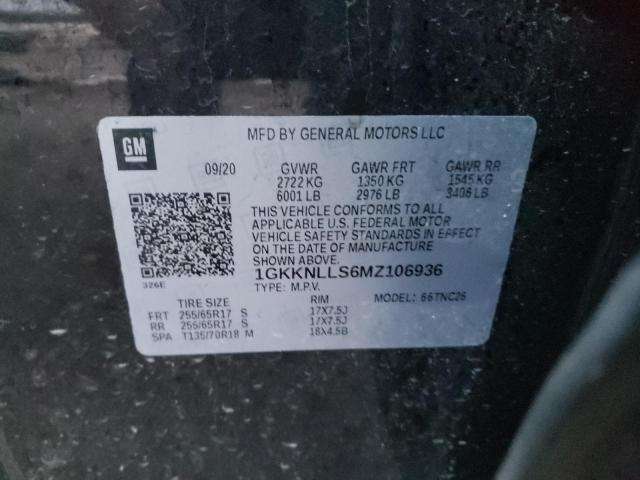 GM
MFD BY GENERAL MOTORS LLC
09/20 GVWR GAWR FRT GAWR RR
2722 KG 1350 KG 1545 KG
6001 LB 2976 LB 3406 LB
THIS VEHICLE CONFORMS TO ALL
APPLICABLE U.S. FEDERAL MOTOR
VEHICLE SAFETY STANDARDS IN EFFECT
ON THE DATE OF MANUFACTURE
SHOWN ABOVE.
1GKKNLLS6MZ106936
326E TYPE: M.P.V. MODEL: 66TNC26
TIRE SIZE RIM
FRT 255/65R17 S 17X7.5J
RR 255/65R17 S 17X7.5J
SPA T135/70R18 M 18X4.5B